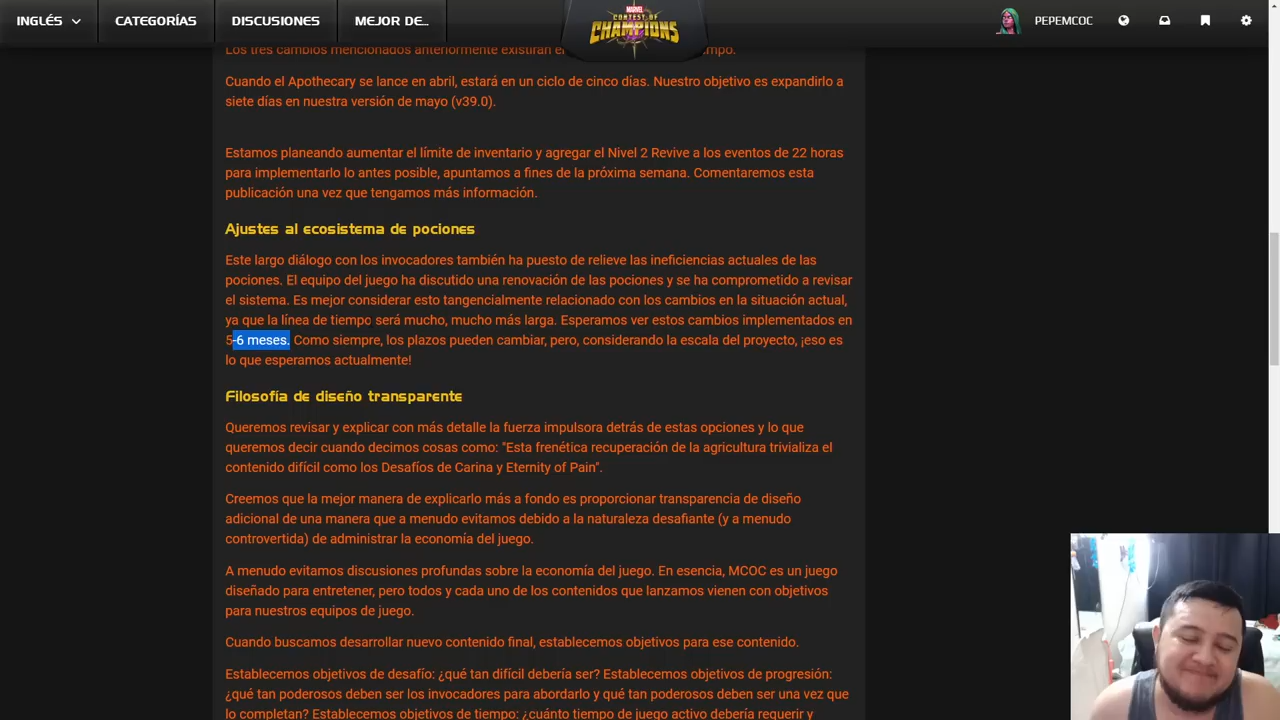 INGLÉS
CATEGORÍAS
DISCUSIONES
MEJOR DE...
MARVEL
CONTEST OF
CHAMPIONS
PEPEMCOC
Los tres cambios mencionados anteriormente existirán
Cuando el Apothecary se lance en abril, estará en un ciclo de cinco días. Nuestro objetivo es expandirlo a
siete días en nuestra versión de mayo (v39.0).
Estamos planeando aumentar el límite de inventario y agregar el Nivel 2 Revive a los eventos de 22 horas
para implementarlo lo antes posible, apuntamos a fines de la próxima semana. Comentaremos esta
publicación una vez que tengamos más información.
Ajustes al ecosistema de pociones
Este largo diálogo con los invocadores también ha puesto de relieve las ineficiencias actuales de las
pociones. El equipo del juego ha discutido una renovación de las pociones y se ha comprometido a revisar
el sistema. Es mejor considerar esto tangencialmente relacionado con los cambios en la situación actual,
ya que la línea de tiempo será mucho, mucho más larga. Esperamos ver estos cambios implementados en
5-6 meses. Como siempre, los plazos pueden cambiar, pero, considerando la escala del proyecto, ¡eso es
lo que esperamos actualmente!
Filosofía de diseño transparente
Queremos revisar y explicar con más detalle la fuerza impulsora detrás de estas opciones y lo que
queremos decir cuando decimos cosas como: "Esta frenética recuperación de la agricultura trivializa el
contenido difícil como los Desafíos de Carina y Eternity of Pain".
Creemos que la mejor manera de explicarlo más a fondo es proporcionar transparencia de diseño
adicional de una manera que a menudo evitamos debido a la naturaleza desafiante (y a menudo
controvertida) de administrar la economía del juego.
A menudo evitamos discusiones profundas sobre la economía del juego. En esencia, MCOC es un juego
diseñado para entretener, pero todos y cada uno de los contenidos que lanzamos vienen con objetivos
para nuestros equipos de juego.
Cuando buscamos desarrollar nuevo contenido final, establecemos objetivos para ese contenido.
Establecemos objetivos de desafío: ¿qué tan difícil debería ser? Establecemos objetivos de progresión:
¿qué tan poderosos deben ser los invocadores para abordarlo y qué tan poderosos deben ser una vez que
lo completan? Establecemos objetivos de tiempo: ¿cuánto tiempo de juego activo debería requerir y